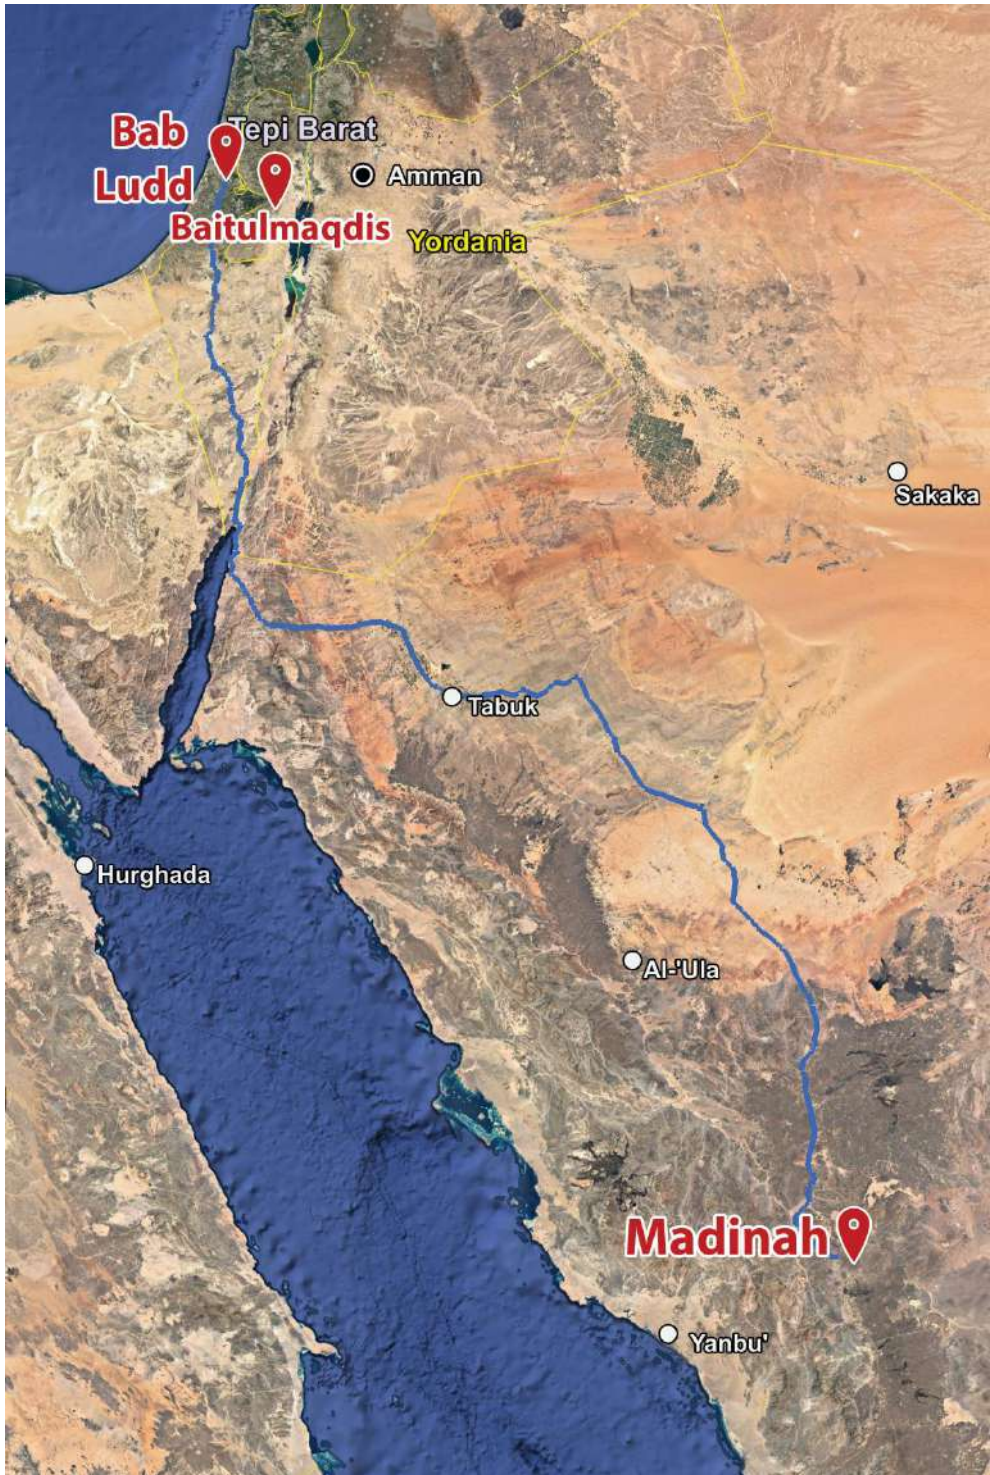 Bab
Ludd
Tepi Barat
Baitulmaqdis
Amman
Yordania
Sakaka
Tabuk
Hurghada
Al-'Ula
Madinah
Yanbu'